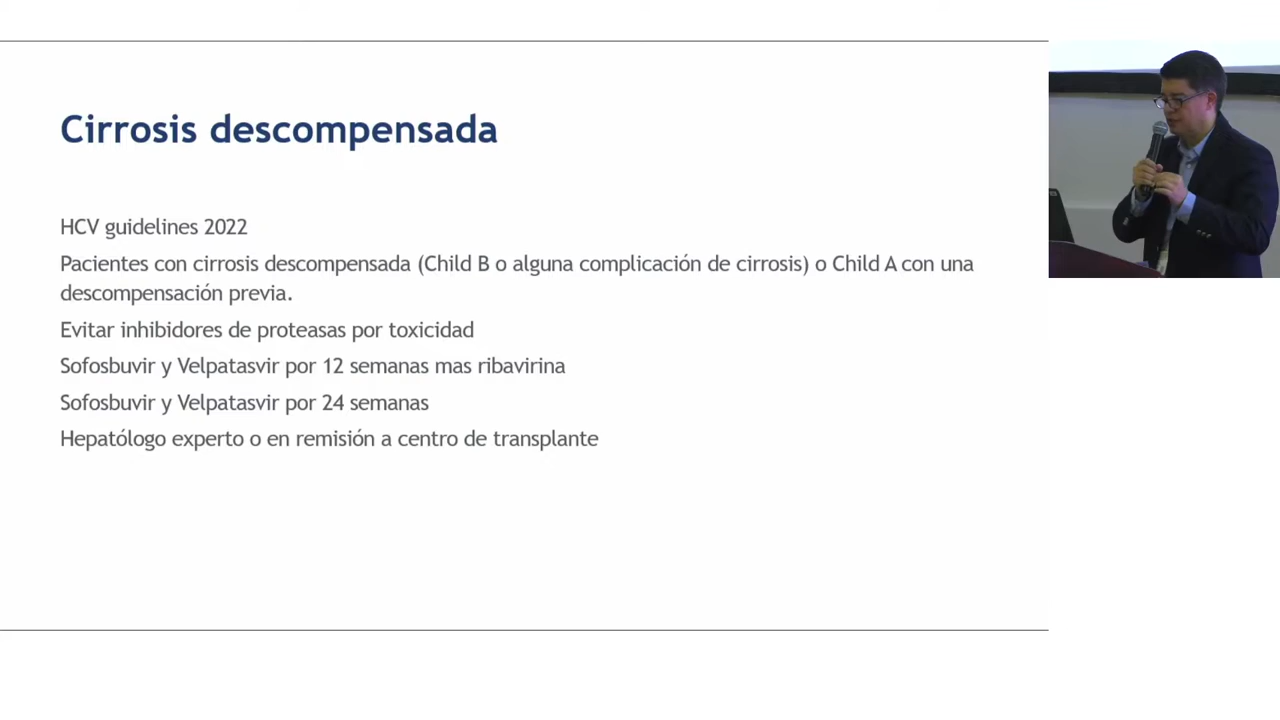 Cirrosis descompensada
HCV guidelines 2022
Pacientes con cirrosis descompensada (Child B o alguna complicación de cirrosis) o Child A con una
descompensación previa.
Evitar inhibidores de proteasas por toxicidad
Sofosbuvir y Velpatasvir por 12 semanas mas ribavirina
Sofosbuvir y Velpatasvir por 24 semanas
Hepatólogo experto o en remisión a centro de transplante